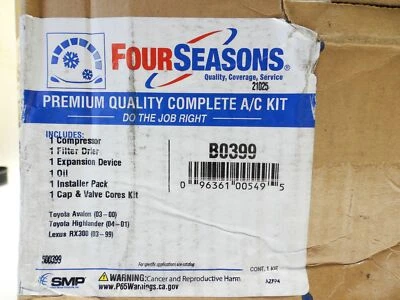 FOUR SEASONS®
Quality, Coverage, Service
21025
PREMIUM QUALITY COMPLETE A/C KIT
DO THE JOB RIGHT
INCLUDES:
1 Compressor
1 Filter Drier
1 Expansion Device
1 Oil
1 Installer Pack
1 Cap & Valve Cores Kit
B0399
0 96361 00549 5
Toyota Avalon (03-00)
Toyota Highlander (04-01)
Lexus RX300 (03-99)
For specific applications see catalog
500399
CONT. 1 KIT
SMP
WARNING: Cancer and Reproductive Harm
www.P65Warnings.ca.gov